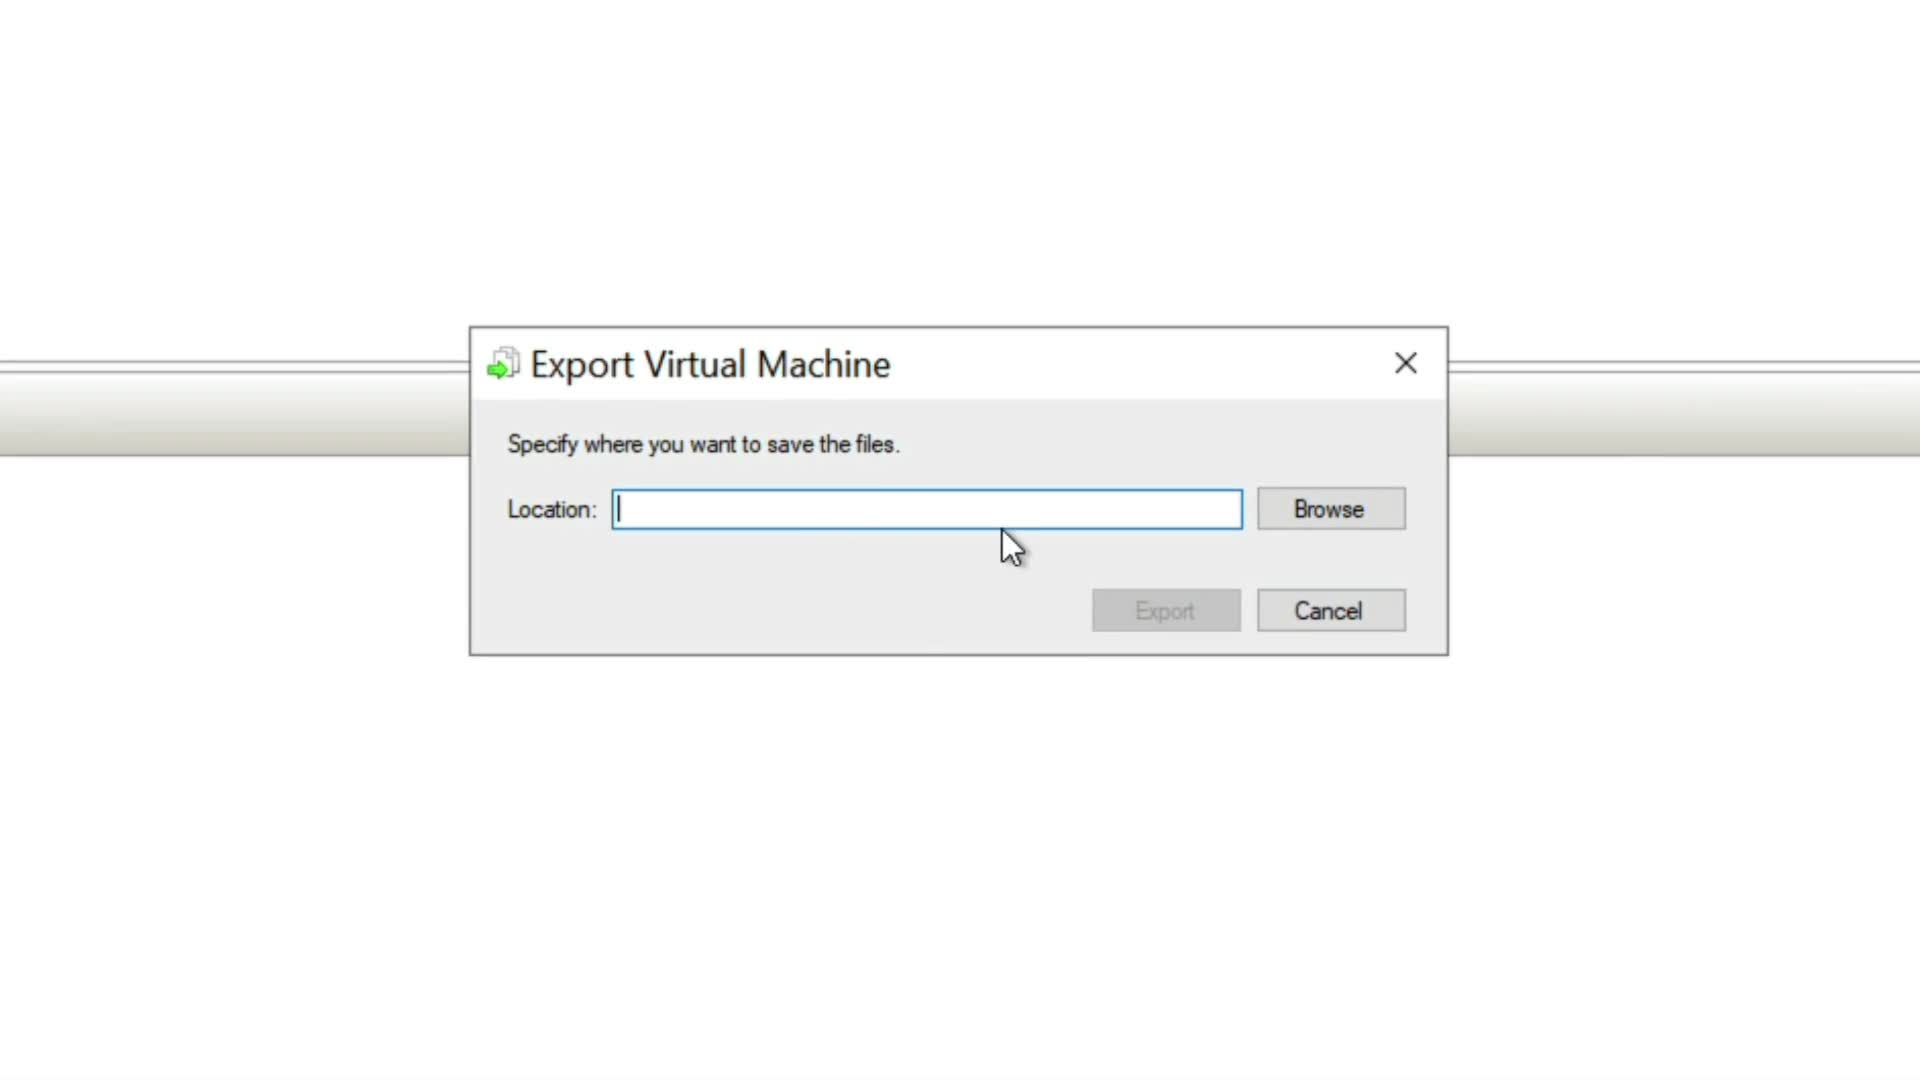 Export Virtual Machine
Specify where you want to save the files.
Location:
Browse
Export
Cancel